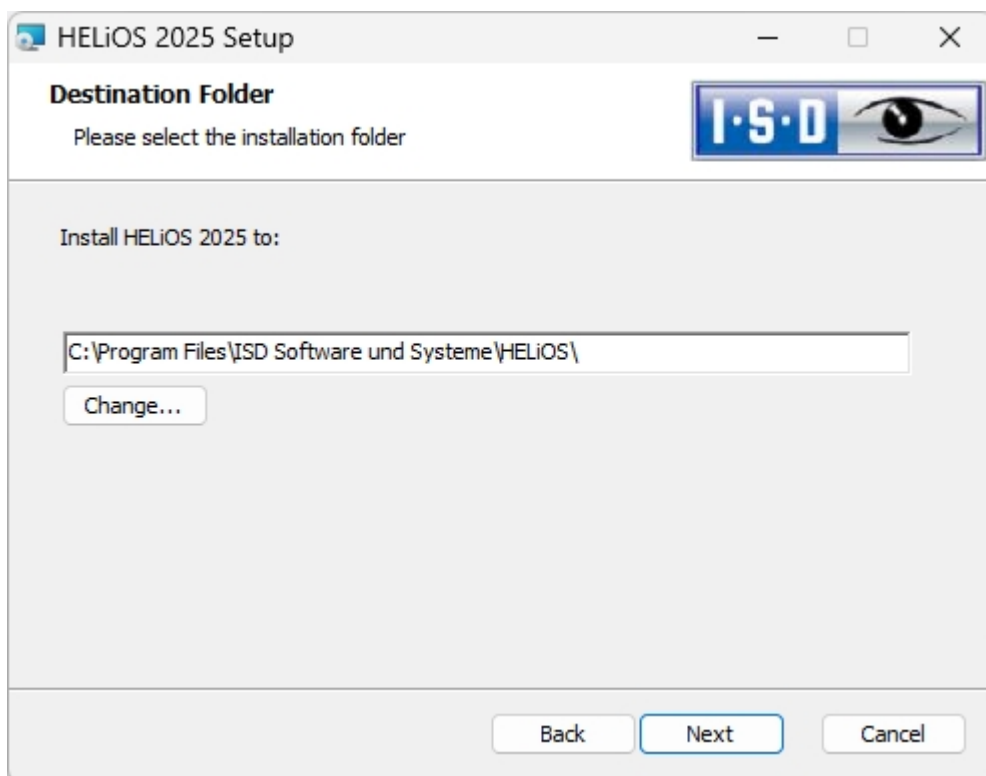 HELiOS 2025 Setup
Destination Folder
Please select the installation folder
I·S·D
Install HELiOS 2025 to:
C:\Program Files\ISD Software und Systeme\HELiOS\
Change...
Back
Next
Cancel